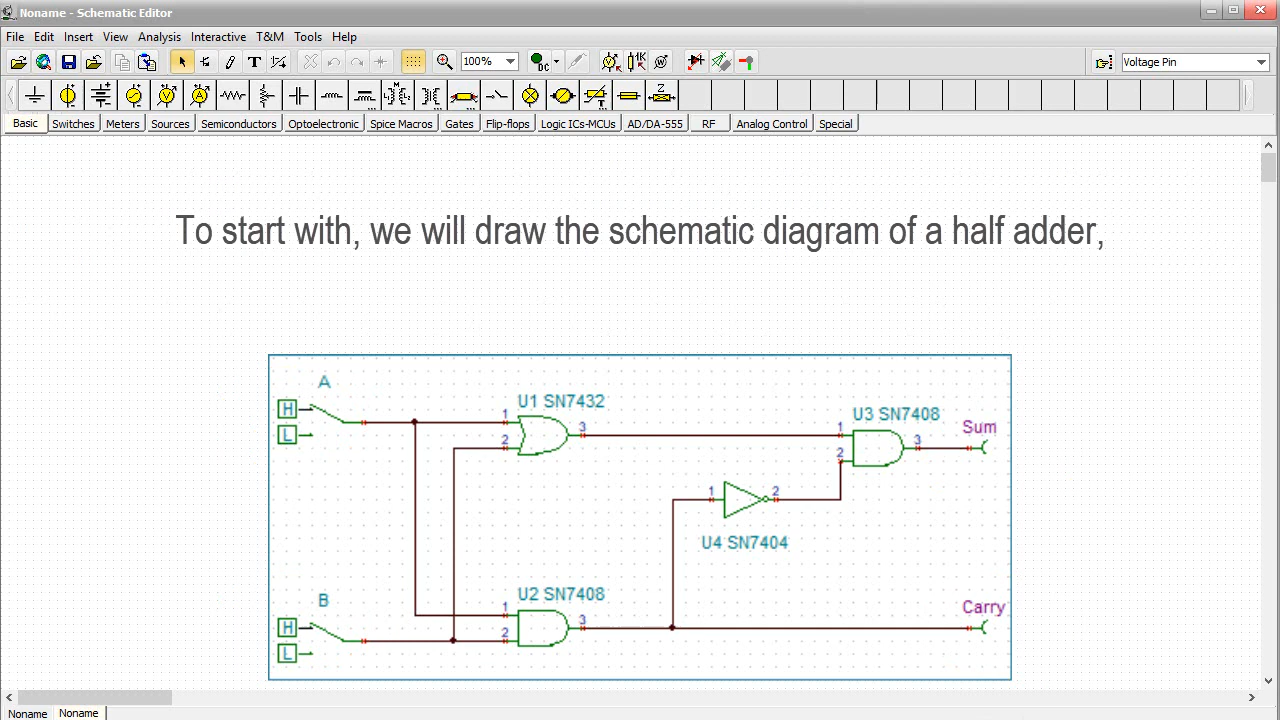 Noname - Schematic Editor
File Edit Insert View Analysis Interactive T&M Tools Help
100% DC Voltage Pin
Basic Switches Meters Sources Semiconductors Optoelectronic Spice Macros Gates Flip-flops Logic ICs-MCUs AD/DA-555 RF Analog Control Special
To start with, we will draw the schematic diagram of a half adder,
A
U1 SN7432
U3 SN7408
H
1
3
1
Sum
L
2
2
3
1
2
U4 SN7404
B
U2 SN7408
Carry
H
1
3
L
2
Noname Noname